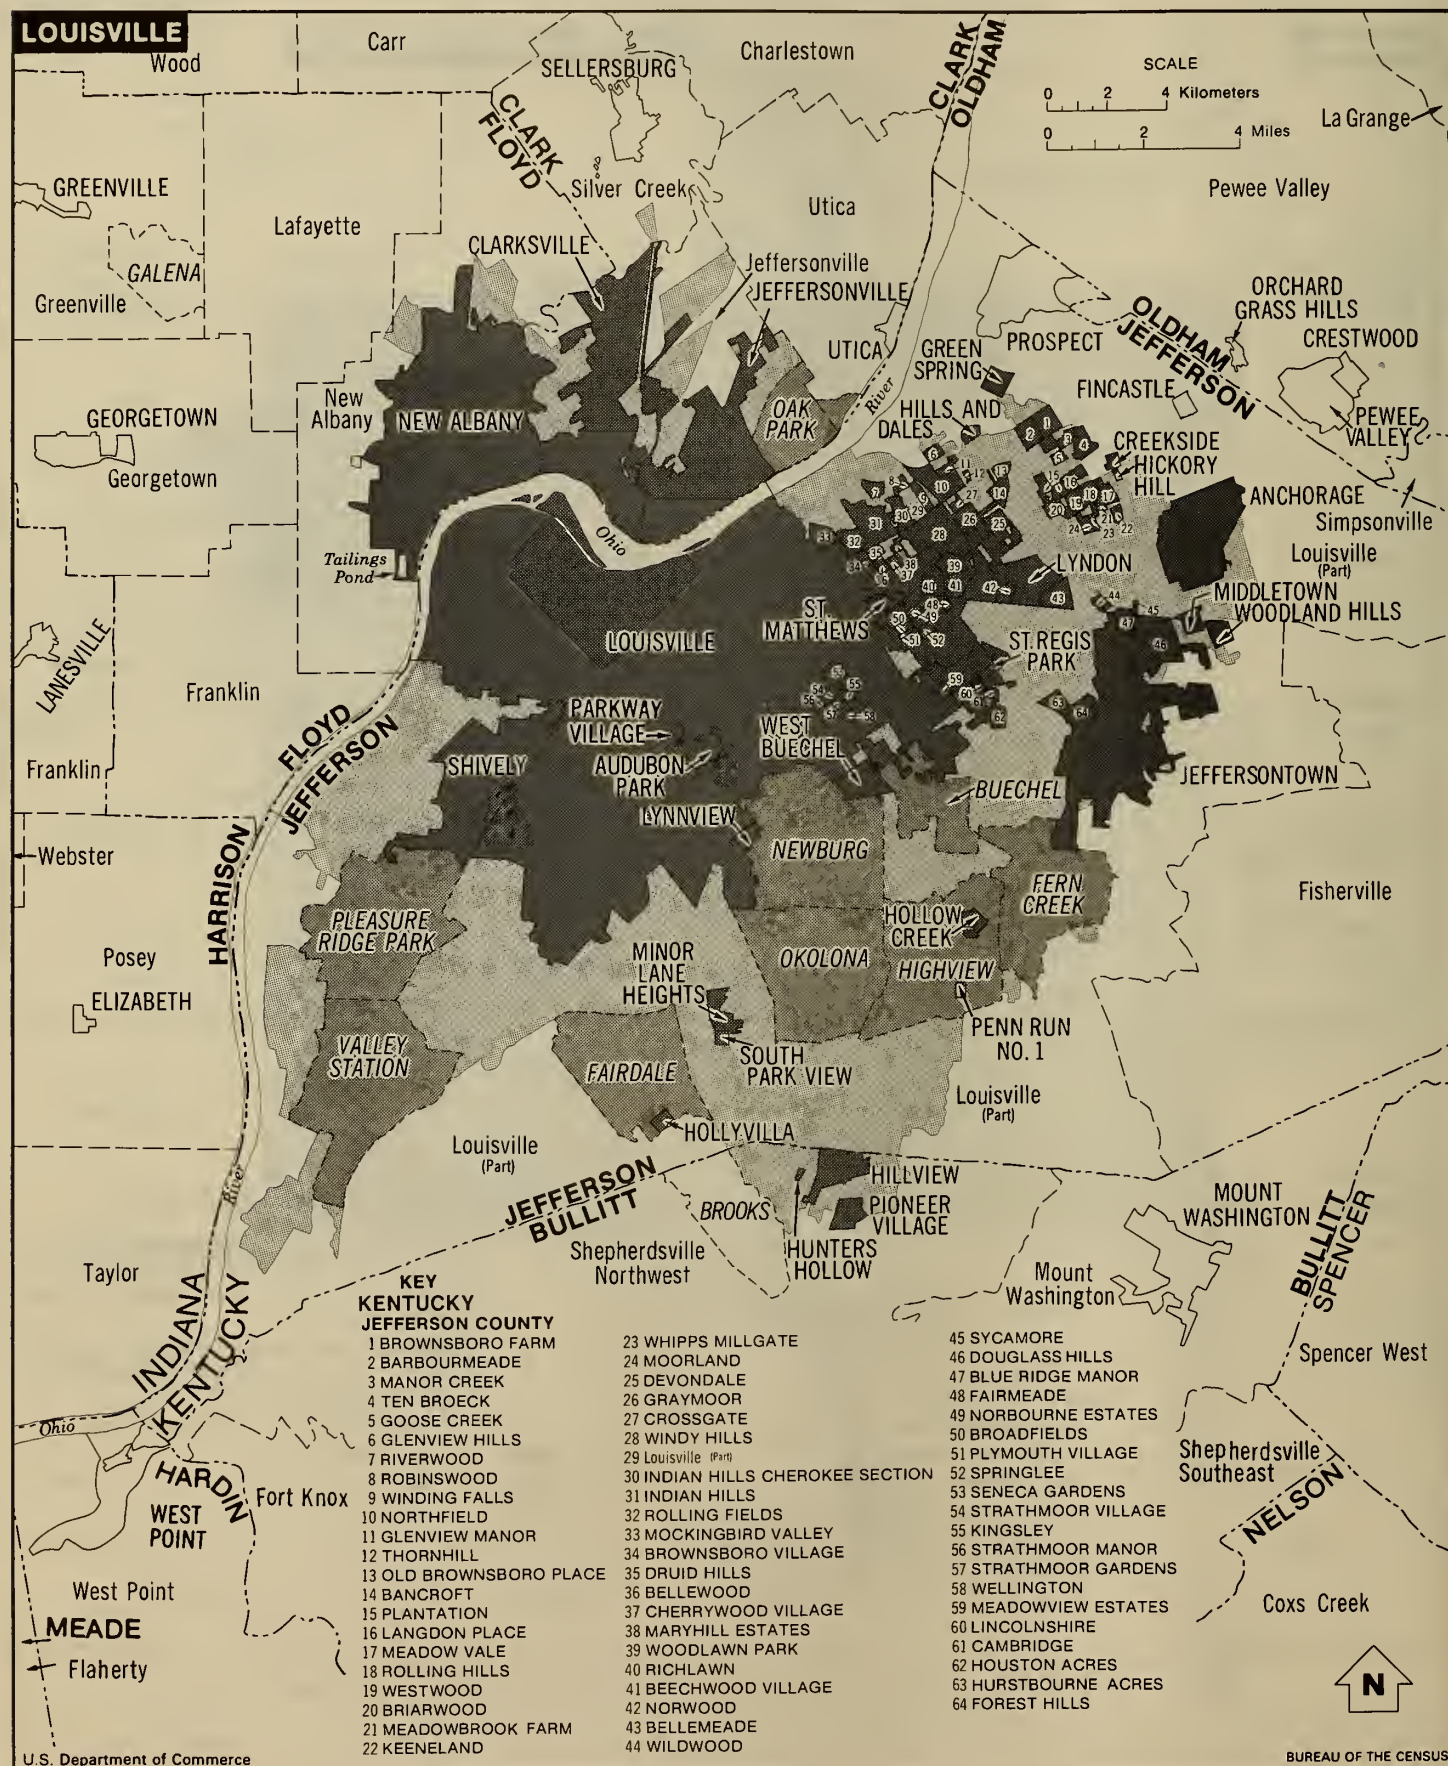 LOUISVILLE
Wood
Carr
SELLERSBURG
Charlestown
CLARK
OLDHAM
SCALE
0 2 4 Kilometers
0 2 4 Miles
La Grange
CLARK
FLOYD
GREENVILLE
Silver Creek
Utica
Pewee Valley
Lafayette
CLARKSVILLE
GALENA
Greenville
Jeffersonville
JEFFERSONVILLE
ORCHARD
GRASS HILLS
OLDHAM
JEFFERSON
CRESTWOOD
UTICA
PROSPECT
GREEN
SPRING
FINCASTLE
New
Albany
NEW ALBANY
OAK
PARK
River
HILLS AND
DALES
PEWEE
VALLEY
GEORGETOWN
Georgetown
CREEKSIDE
HICKORY
HILL
ANCHORAGE
Simpsonville
Ohio
Tailings
Pond
Louisville
(Part)
LYNDON
MIDDLETOWN
WOODLAND HILLS
ST.
MATTHEWS
LOUISVILLE
ST. REGIS
PARK
LANESVILLE
Franklin
FLOYD
JEFFERSON
PARKWAY
VILLAGE
WEST
BUECHEL
Franklin
SHIVELY
AUDUBON
PARK
BUECHEL
JEFFERSONTOWN
LYNNVIEW
Webster
HARRISON
NEWBURG
FERN
CREEK
Fisherville
PLEASURE
RIDGE PARK
HOLLOW
CREEK
Posey
ELIZABETH
MINOR
LANE
HEIGHTS
OKOLONA
HIGHVIEW
VALLEY
STATION
FAIRDALE
SOUTH
PARK VIEW
PENN RUN
NO. 1
Louisville
(Part)
Louisville
(Part)
HOLLYVILLA
River
JEFFERSON
BULLITT
HILLVIEW
BROOKS
PIONEER
VILLAGE
MOUNT
WASHINGTON
Shepherdsville
Northwest
HUNTERS
HOLLOW
Mount
Washington
BULLITT
SPENCER
Taylor
INDIANA
KENTUCKY
Spencer West
Ohio
HARDIN
Fort Knox
WEST
POINT
Shepherdsville
Southeast
NELSON
West Point
MEADE
Flaherty
Coxs Creek
N
KEY
KENTUCKY
JEFFERSON COUNTY
1 BROWNSBORO FARM
2 BARBOURMEADE
3 MANOR CREEK
4 TEN BROECK
5 GOOSE CREEK
6 GLENVIEW HILLS
7 RIVERWOOD
8 ROBINSWOOD
9 WINDING FALLS
10 NORTHFIELD
11 GLENVIEW MANOR
12 THORNHILL
13 OLD BROWNSBORO PLACE
14 BANCROFT
15 PLANTATION
16 LANGDON PLACE
17 MEADOW VALE
18 ROLLING HILLS
19 WESTWOOD
20 BRIARWOOD
21 MEADOWBROOK FARM
22 KEENELAND
23 WHIPPS MILLGATE
24 MOORLAND
25 DEVONDALE
26 GRAYMOOR
27 CROSSGATE
28 WINDY HILLS
29 Louisville (Part)
30 INDIAN HILLS CHEROKEE SECTION
31 INDIAN HILLS
32 ROLLING FIELDS
33 MOCKINGBIRD VALLEY
34 BROWNSBORO VILLAGE
35 DRUID HILLS
36 BELLEWOOD
37 CHERRYWOOD VILLAGE
38 MARYHILL ESTATES
39 WOODLAWN PARK
40 RICHLAWN
41 BEECHWOOD VILLAGE
42 NORWOOD
43 BELLEMEADE
44 WILDWOOD
45 SYCAMORE
46 DOUGLASS HILLS
47 BLUE RIDGE MANOR
48 FAIRMEADE
49 NORBOURNE ESTATES
50 BROADFIELDS
51 PLYMOUTH VILLAGE
52 SPRINGLEE
53 SENECA GARDENS
54 STRATHMOOR VILLAGE
55 KINGSLEY
56 STRATHMOOR MANOR
57 STRATHMOOR GARDENS
58 WELLINGTON
59 MEADOWVIEW ESTATES
60 LINCOLNSHIRE
61 CAMBRIDGE
62 HOUSTON ACRES
63 HURSTBOURNE ACRES
64 FOREST HILLS
U.S. Department of Commerce
BUREAU OF THE CENSUS